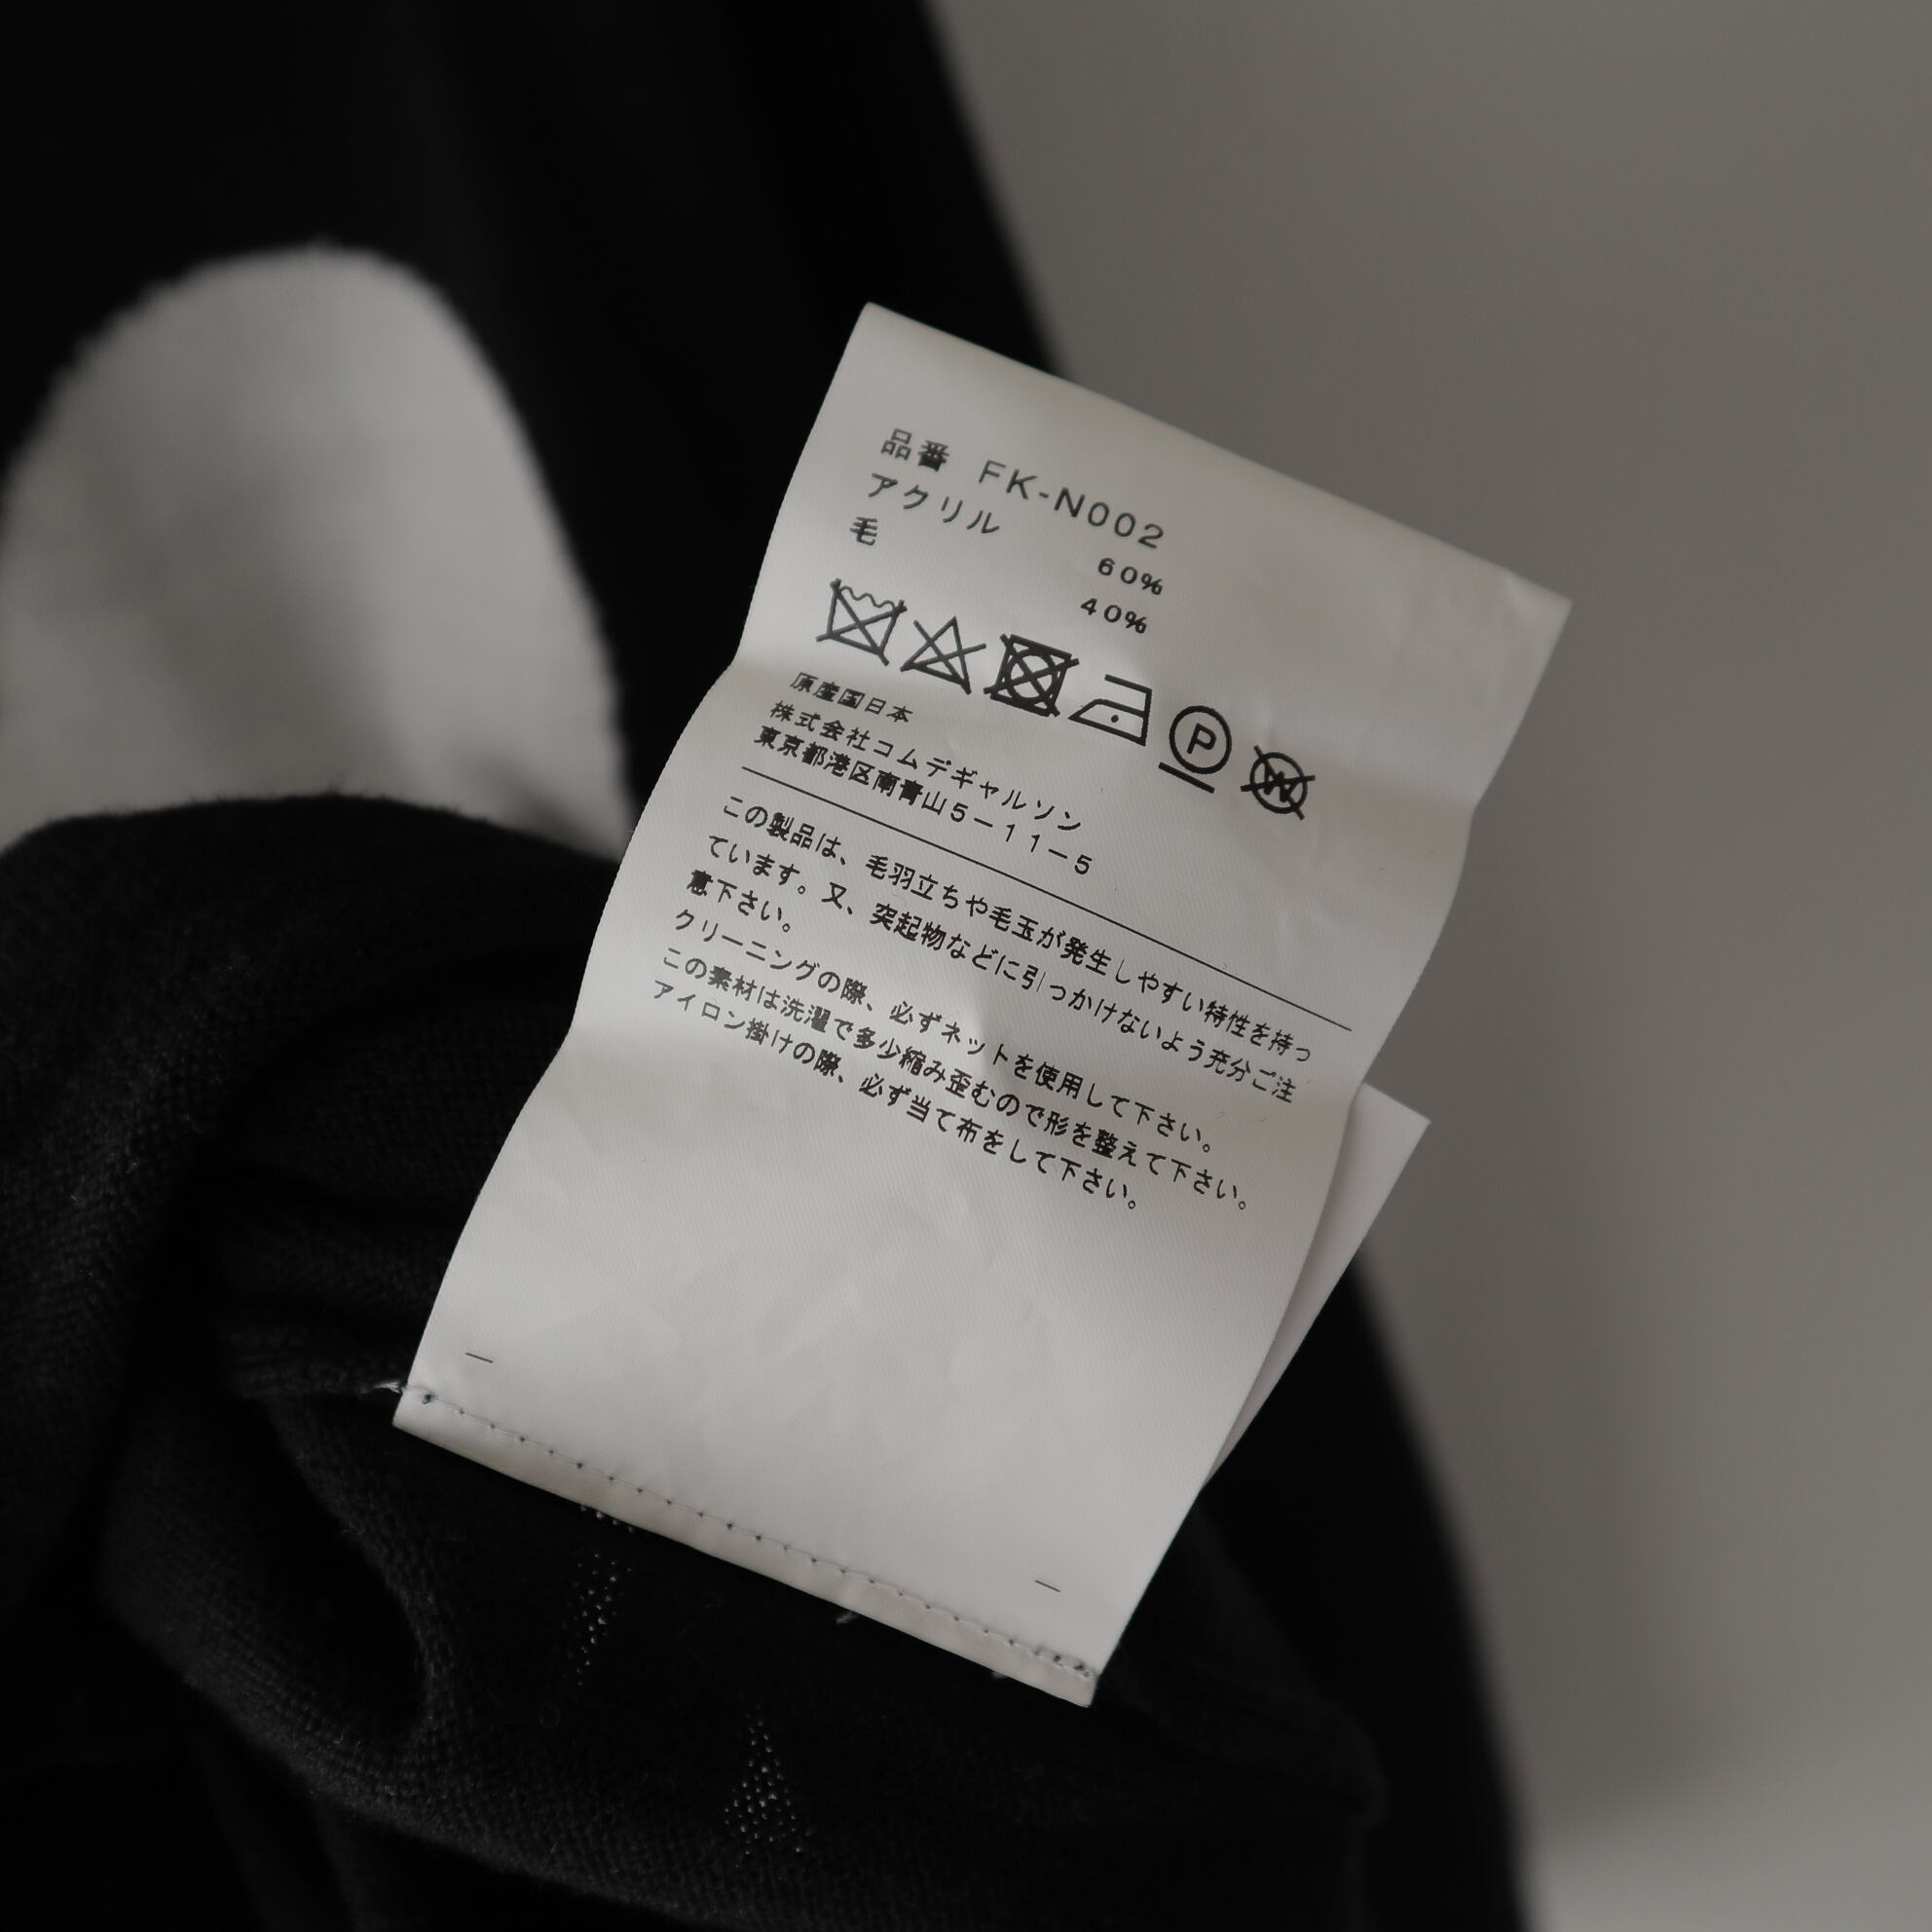 品番 FK-N002
アクリル 60%
毛 40%
P W
原産国日本
株式会社コムデギャルソン
東京都港区南青山5-11-5
この製品は、毛羽立ちや毛玉が発生しやすい特性を持っ
ています。又、突起物などに引っかけないよう充分ご注
意下さい。
クリーニングの際、必ずネットを使用して下さい。
この素材は洗濯で多少縮み歪むので形を整えて下さい。
アイロン掛けの際、必ず当て布をして下さい。